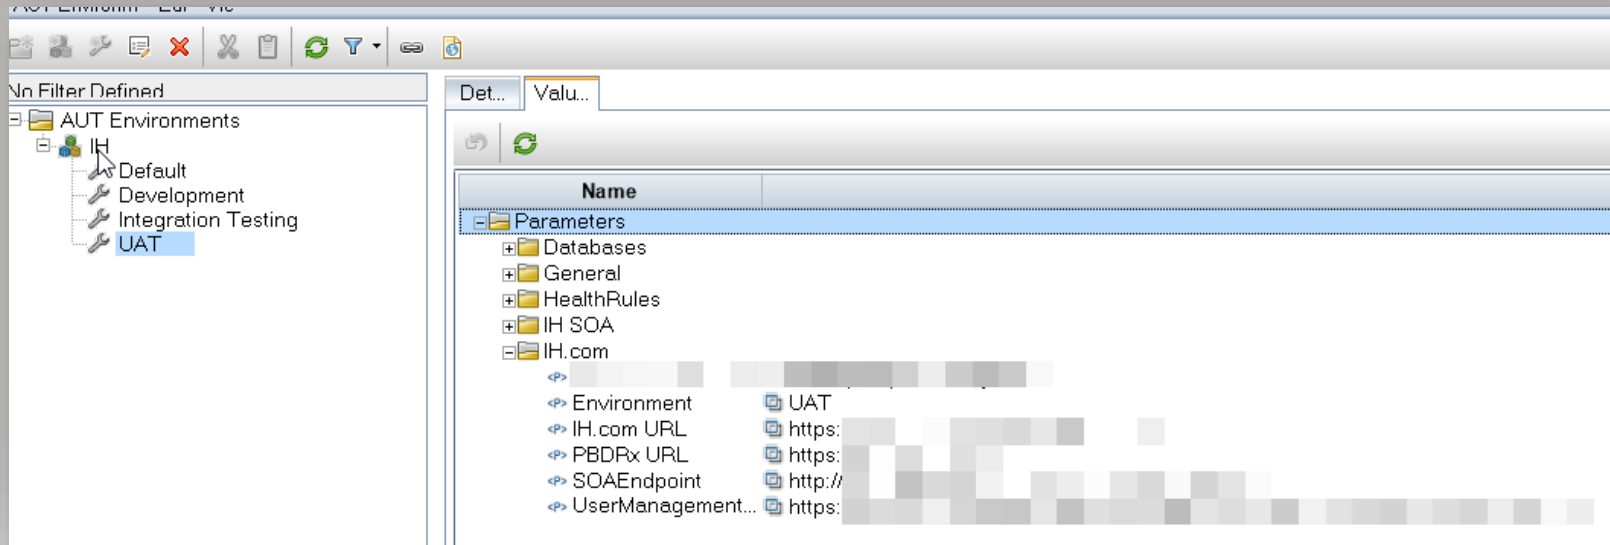 No Filter Defined
AUT Environments
IH
Default
Development
Integration Testing
UAT
Det...
Valu...
Name
Parameters
Databases
General
HealthRules
IH SOA
IH.com
Environment UAT
IH.com URL https:
PBDRx URL https:
SOAEndpoint http://
UserManagement... https: